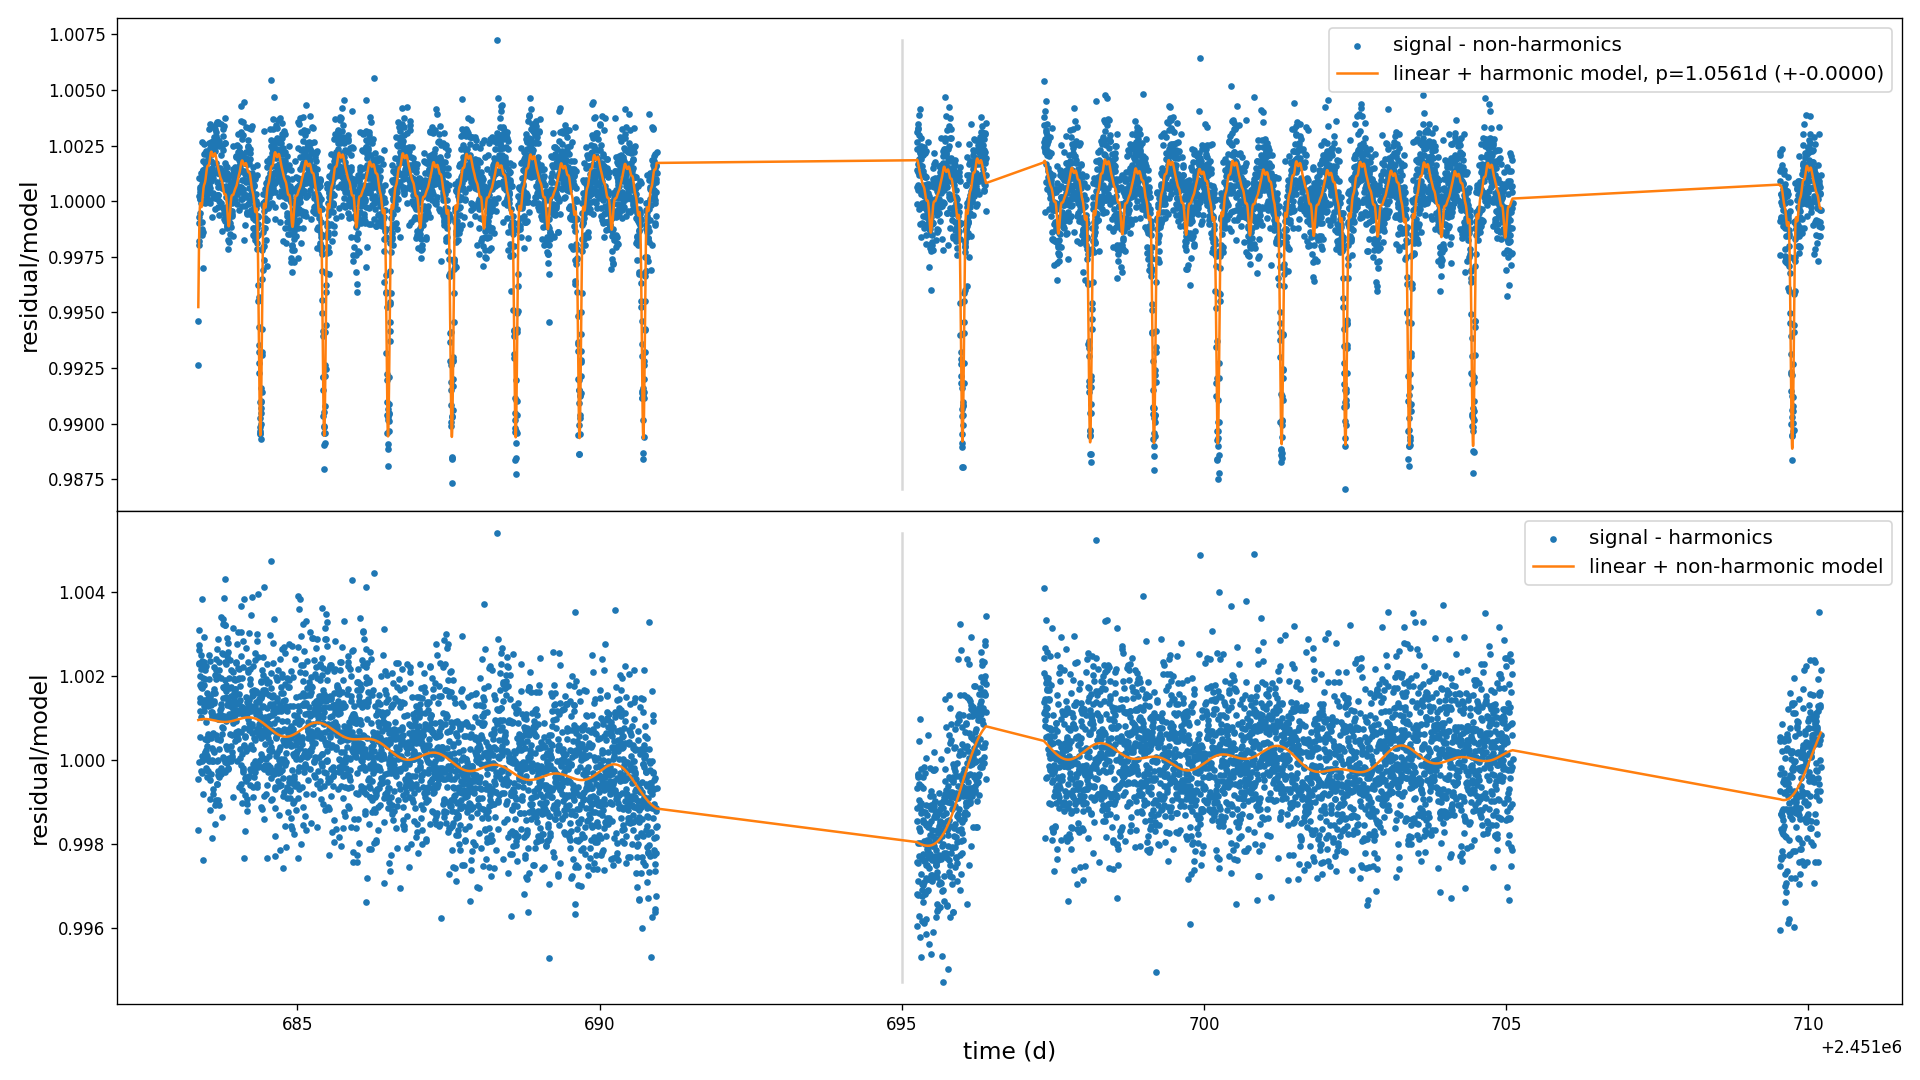 residual/model
1.0075
1.0050
1.0025
1.0000
0.9975
0.9950
0.9925
0.9900
0.9875
signal - non-harmonics
linear + harmonic model, p=1.0561d (+-0.0000)
residual/model
1.004
1.002
1.000
0.998
0.996
signal - harmonics
linear + non-harmonic model
685 690 695 700 705 710
time (d)
+2.451e6